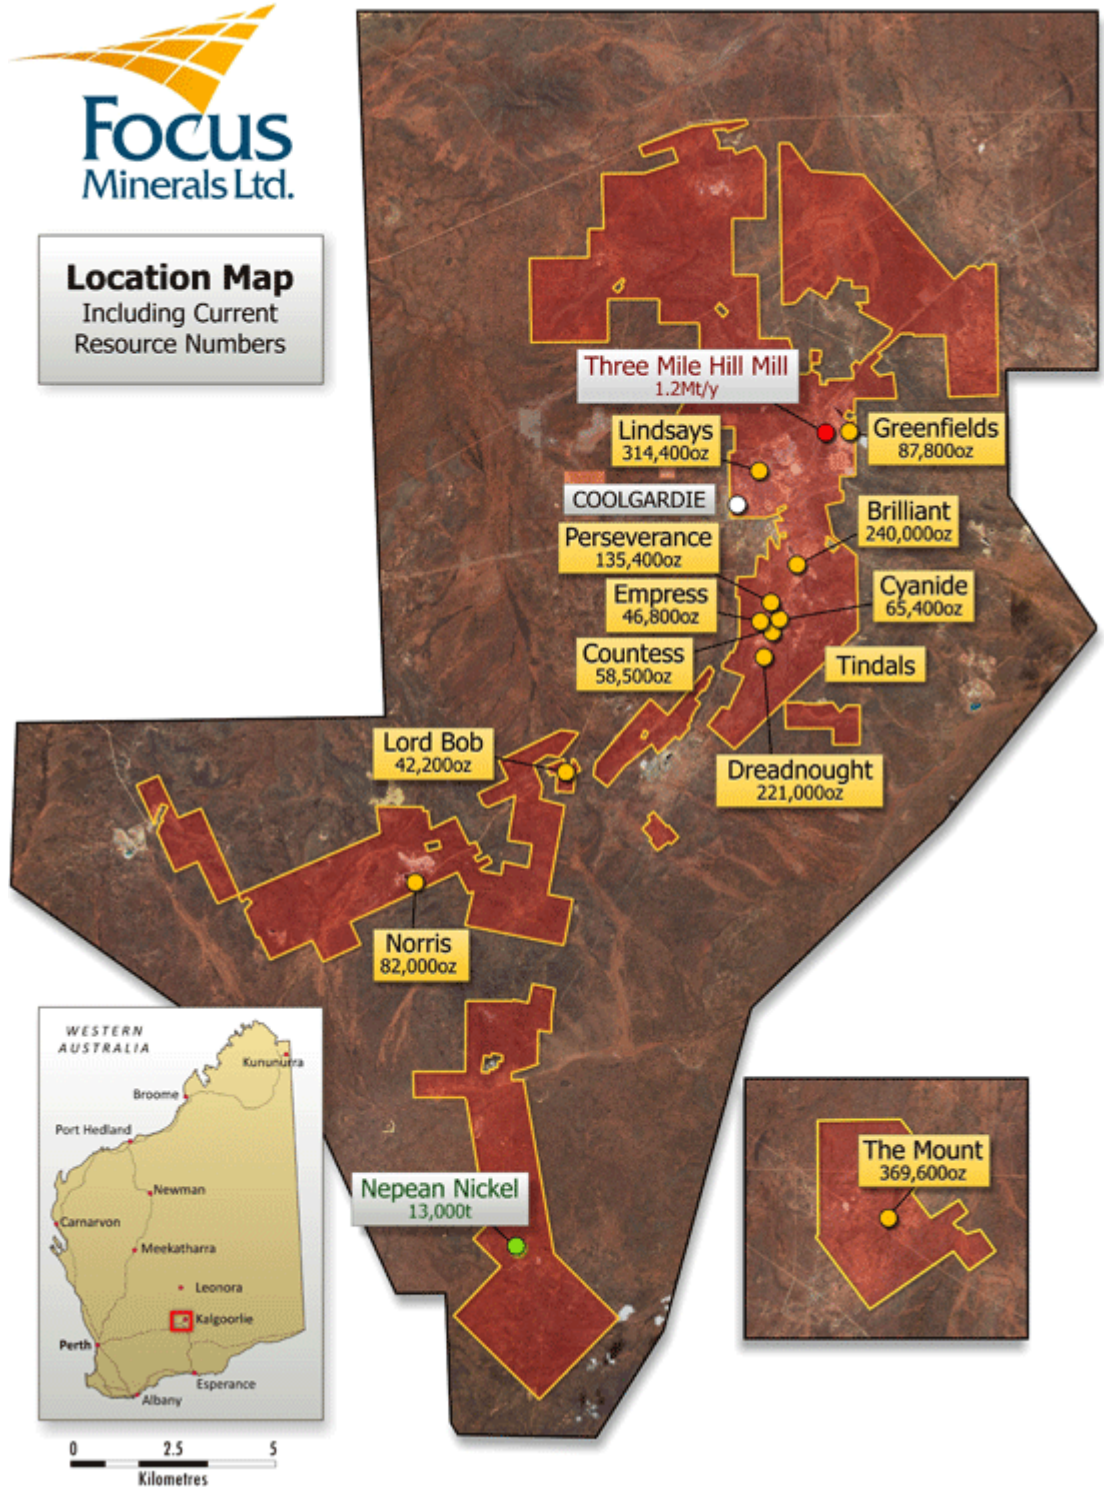 Focus
Minerals Ltd.
Location Map
Including Current
Resource Numbers
Three Mile Hill Mill
1.2Mt/y
Lindsays
314,400oz
Greenfields
87,800oz
COOLGARDIE
Brilliant
240,000oz
Perseverance
135,400oz
Empress
46,800oz
Cyanide
65,400oz
Countess
58,500oz
Tindals
Lord Bob
42,200oz
Dreadnought
221,000oz
Norris
82,000oz
WESTERN
AUSTRALIA
Kununurra
Broome
Port Hedland
Newman
Carnarvon
Meekatharra
Leonora
Kalgoorlie
Perth
Esperance
Albany
The Mount
369,600oz
Nepean Nickel
13,000t
0 2.5 5
Kilometres